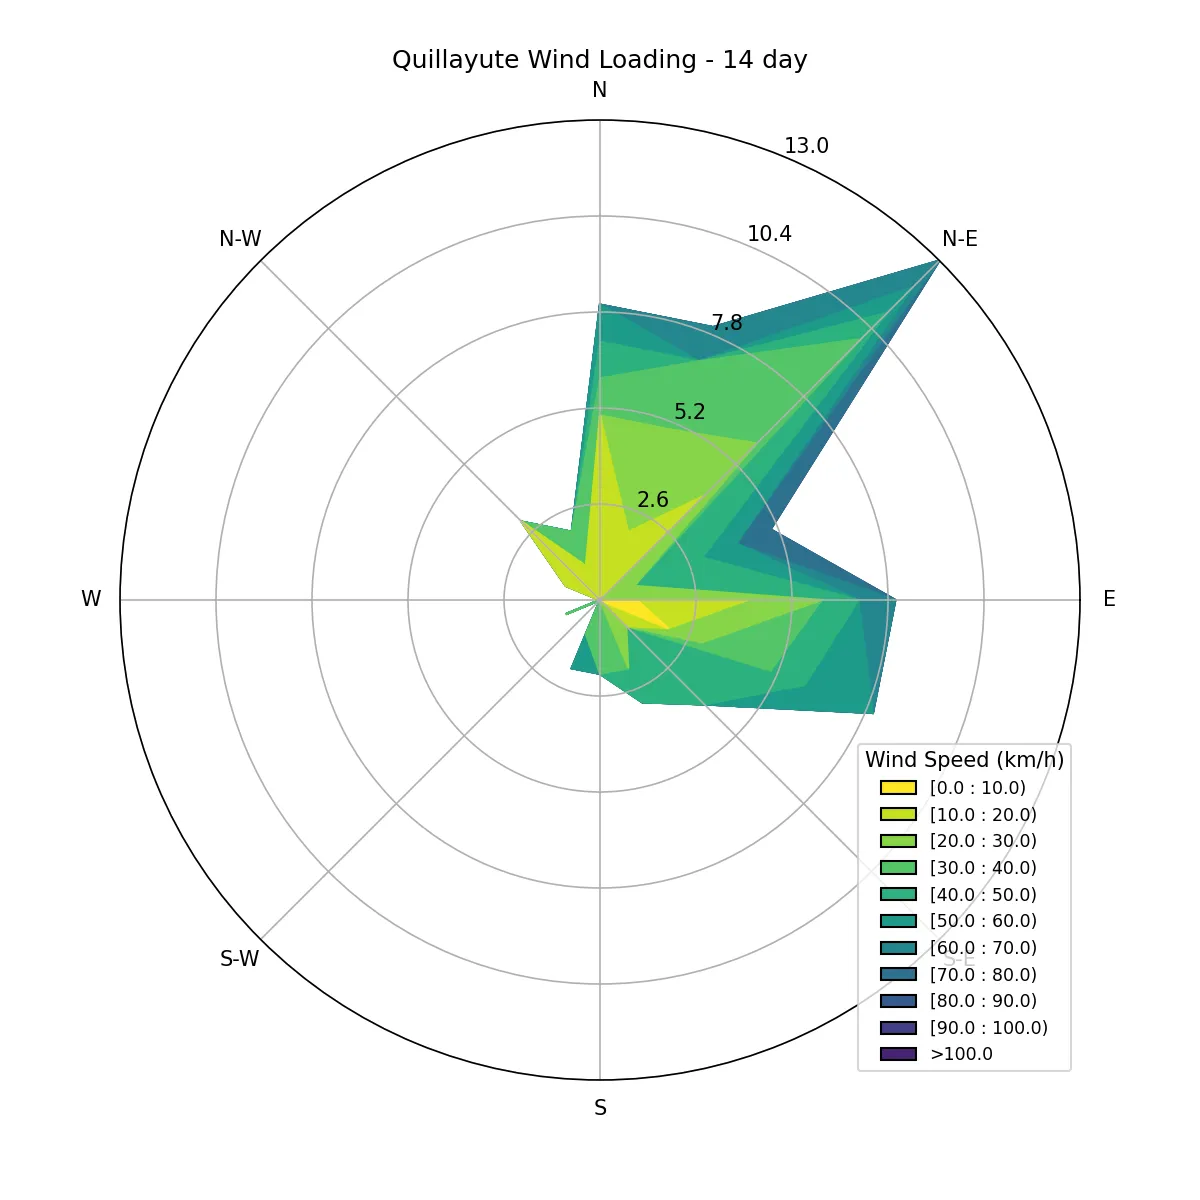 Quillayute Wind Loading - 14 day
N
13.0
10.4
N-W
N-E
7.8
5.2
2.6
W
E
Wind Speed (km/h)
[0.0 : 10.0)
[10.0 : 20.0)
[20.0 : 30.0)
[30.0 : 40.0)
[40.0 : 50.0)
[50.0 : 60.0)
[60.0 : 70.0)
[70.0 : 80.0)
[80.0 : 90.0)
[90.0 : 100.0)
>100.0
S-W
S-E
S